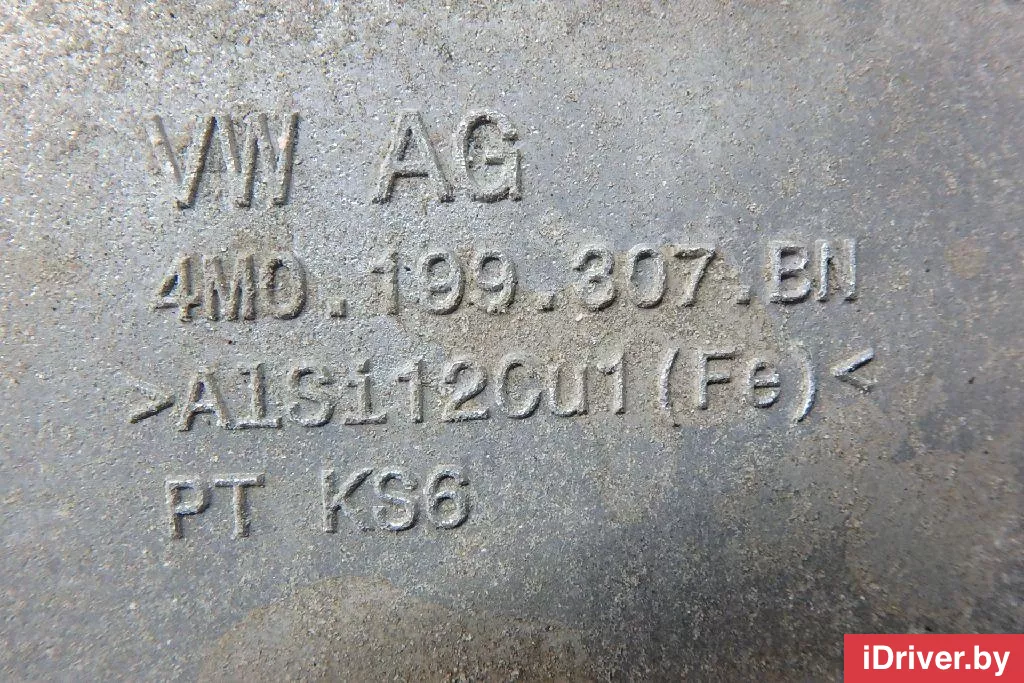 VW AG
4M0.199.307.BN
>AlSi12Cu1(Fe)<
PT KS6
iDriver.by